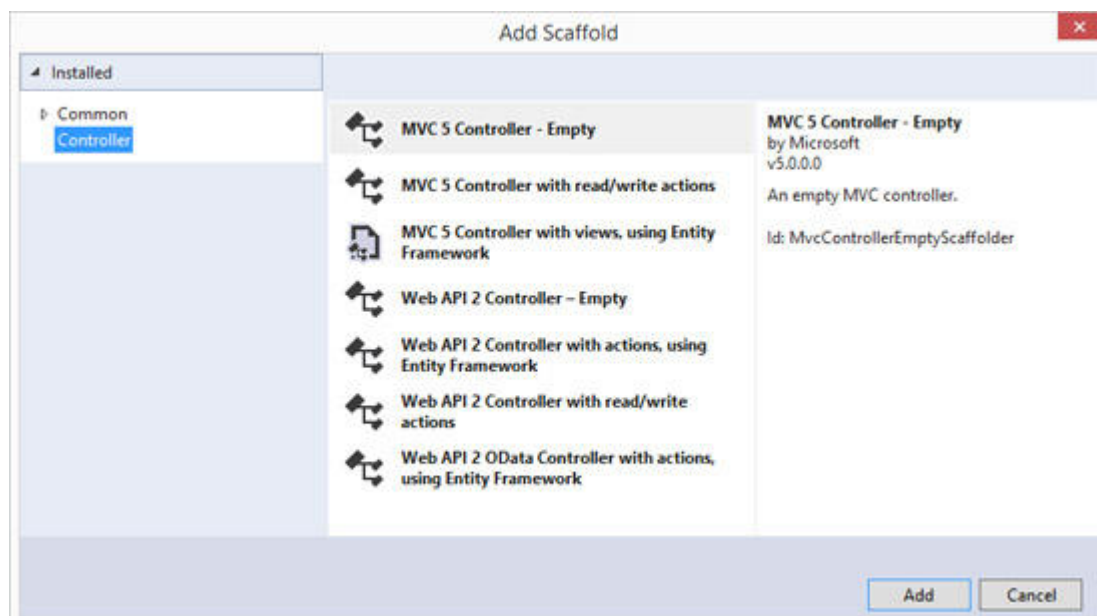 Add Scaffold
Installed
Common
Controller
MVC 5 Controller - Empty
MVC 5 Controller with read/write actions
MVC 5 Controller with views, using Entity
Framework
Web API 2 Controller – Empty
Web API 2 Controller with actions, using
Entity Framework
Web API 2 Controller with read/write
actions
Web API 2 OData Controller with actions,
using Entity Framework
MVC 5 Controller - Empty
by Microsoft
v5.0.0.0
An empty MVC controller.
Id: MvcControllerEmptyScaffolder
Add
Cancel